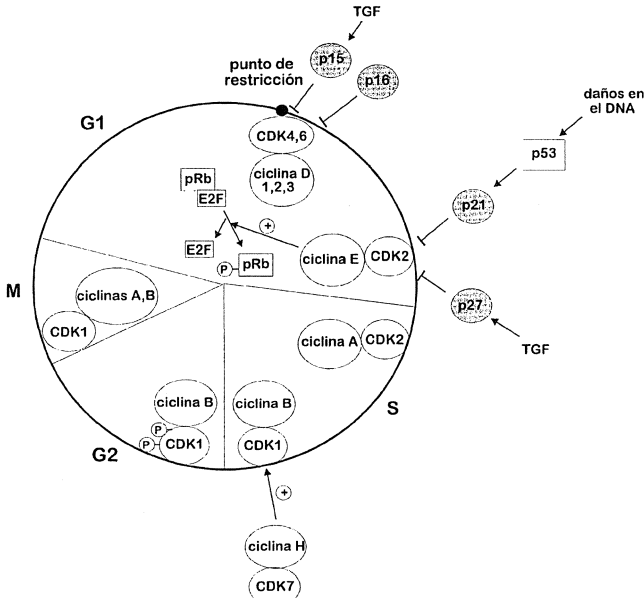 TGF
punto de
restricción
p15
p16
G1
daños en
el DNA
CDK4,6
p53
pRb
E2F
ciclina D
1,2,3
p21
+
E2F
P
pRb
ciclina E
CDK2
M
ciclinas A,B
CDK1
p27
TGF
ciclina A
CDK2
S
ciclina B
ciclina B
P
P
CDK1
CDK1
G2
+
ciclina H
CDK7